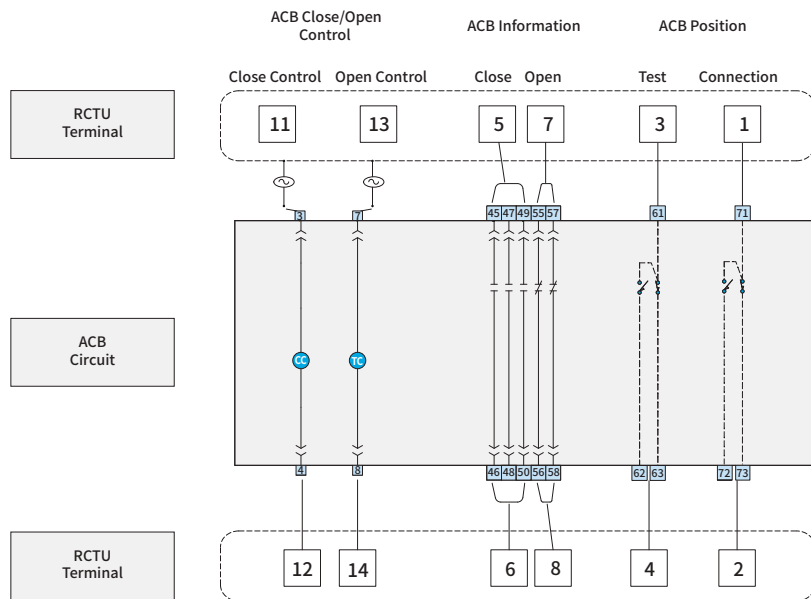 ACB Close/Open
Control
ACB Information
ACB Position
Close Control
Open Control
Close
Open
Test
Connection
RCTU
Terminal
11
13
5
7
3
1
3
7
45
47
49
55
57
61
71
ACB
Circuit
CC
TC
4
8
46
48
50
56
58
62
63
72
73
RCTU
Terminal
12
14
6
8
4
2